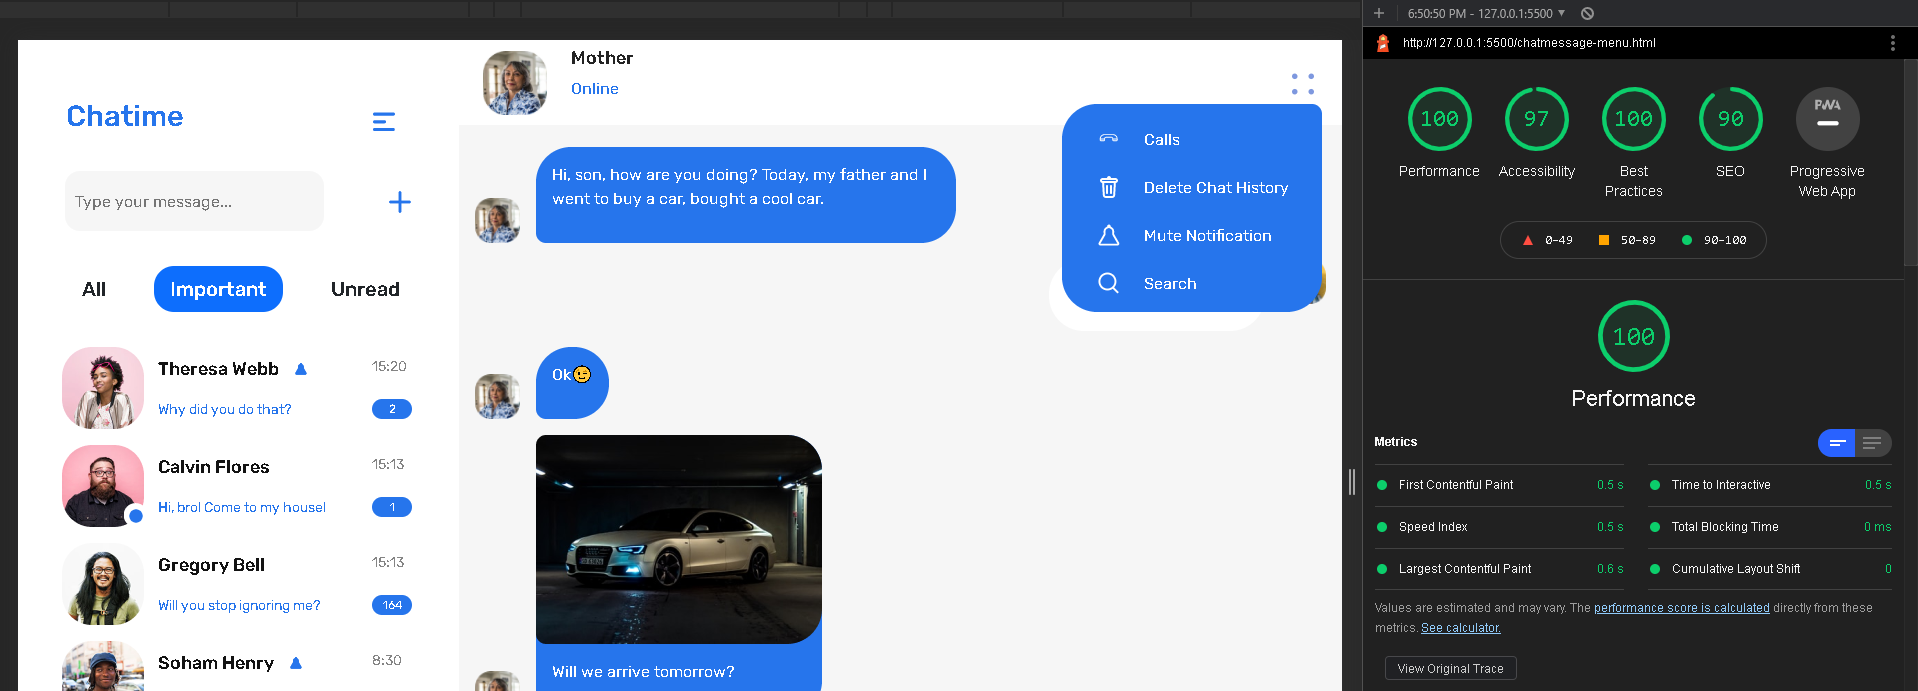 Chatime
Type your message...
All
Important
Unread
Theresa Webb
15:20
Why did you do that?
2
Calvin Flores
15:13
Hi, bro! Come to my house!
1
Gregory Bell
15:13
Will you stop ignoring me?
164
Soham Henry
8:30
Mother
Online
Hi, son, how are you doing? Today, my father and I
went to buy a car, bought a cool car.
Calls
Delete Chat History
Mute Notification
Search
Ok😉
Will we arrive tomorrow?
6:50:50 PM - 127.0.0.1:5500
http://127.0.0.1:5500/chatmessage-menu.html
100
Performance
97
Accessibility
100
Best
Practices
90
SEO
PWA
Progressive
Web App
0–49
50–89
90–100
100
Performance
Metrics
First Contentful Paint
0.5 s
Time to Interactive
0.5 s
Speed Index
0.5 s
Total Blocking Time
0 ms
Largest Contentful Paint
0.6 s
Cumulative Layout Shift
0
Values are estimated and may vary. The performance score is calculated directly from these
metrics. See calculator.
View Original Trace